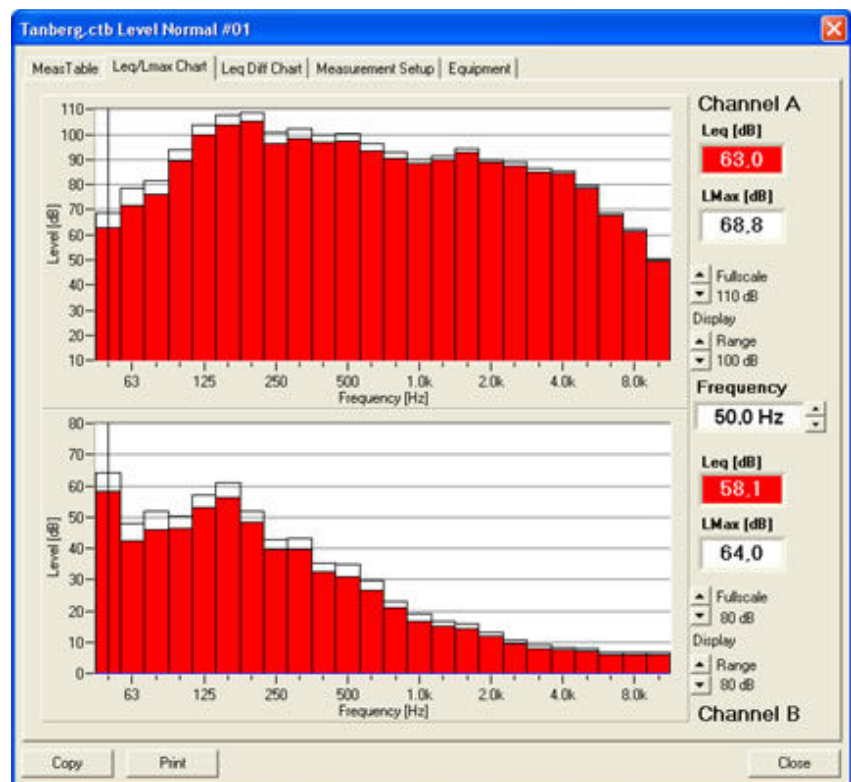 Tanberg.ctb Level Normal #01
MeasTable Leq/Lmax Chart Leq Diff Chart Measurement Setup Equipment
110
100
90
80
70
60
50
40
30
20
10
Level [dB]
63 125 250 500 1.0k 2.0k 4.0k 8.0k
Frequency [Hz]
Channel A
Leq [dB]
63,0
LMax [dB]
68,8
Fullscale
110 dB
Display
Range
100 dB
Frequency
50.0 Hz
80
70
60
50
40
30
20
10
0
Level [dB]
63 125 250 500 1.0k 2.0k 4.0k 8.0k
Frequency [Hz]
Leq [dB]
58,1
LMax [dB]
64,0
Fullscale
80 dB
Display
Range
80 dB
Channel B
Copy Print Close